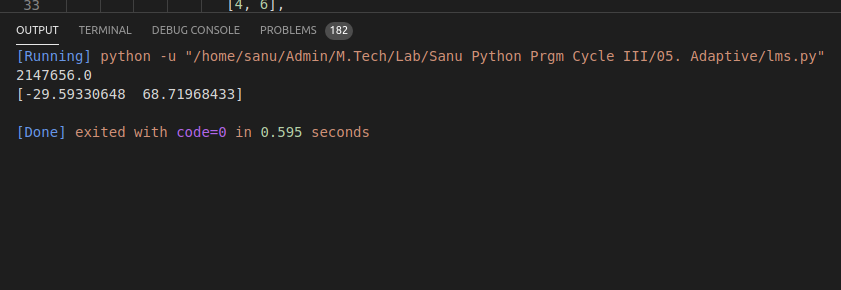 33 [4, 6],
OUTPUT TERMINAL DEBUG CONSOLE PROBLEMS 182
[Running] python -u "/home/sanu/Admin/M.Tech/Lab/Sanu Python Prgm Cycle III/05. Adaptive/lms.py"
2147656.0
[-29.59330648  68.71968433]
[Done] exited with code=0 in 0.595 seconds